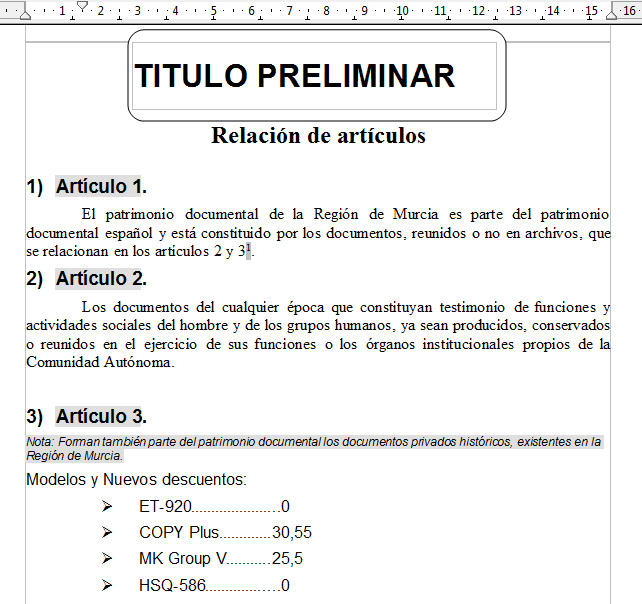 1 2 1 2 3 4 5 6 7 8 9 10 11 12 13 14 15 16
TITULO PRELIMINAR
Relación de artículos
1) Artículo 1.
El patrimonio documental de la Región de Murcia es parte del patrimonio
documental español y está constituido por los documentos, reunidos o no en archivos, que
se relacionan en los articulos 2 y 3¹.
2) Artículo 2.
Los documentos del cualquier época que constituyan testimonio de funciones y
actividades sociales del hombre y de los grupos humanos, ya sean producidos, conservados
o reunidos en el ejercicio de sus funciones o los órganos institucionales propios de la
Comunidad Autónoma.
3) Artículo 3.
Nota: Forman también parte del patrimonio documental los documentos privados históricos, existentes en la
Región de Murcia.
Modelos y Nuevos descuentos:
➢ ET-920.....................0
➢ COPY Plus............30,55
➢ MK Group V..........25,5
➢ HSQ-586..................0